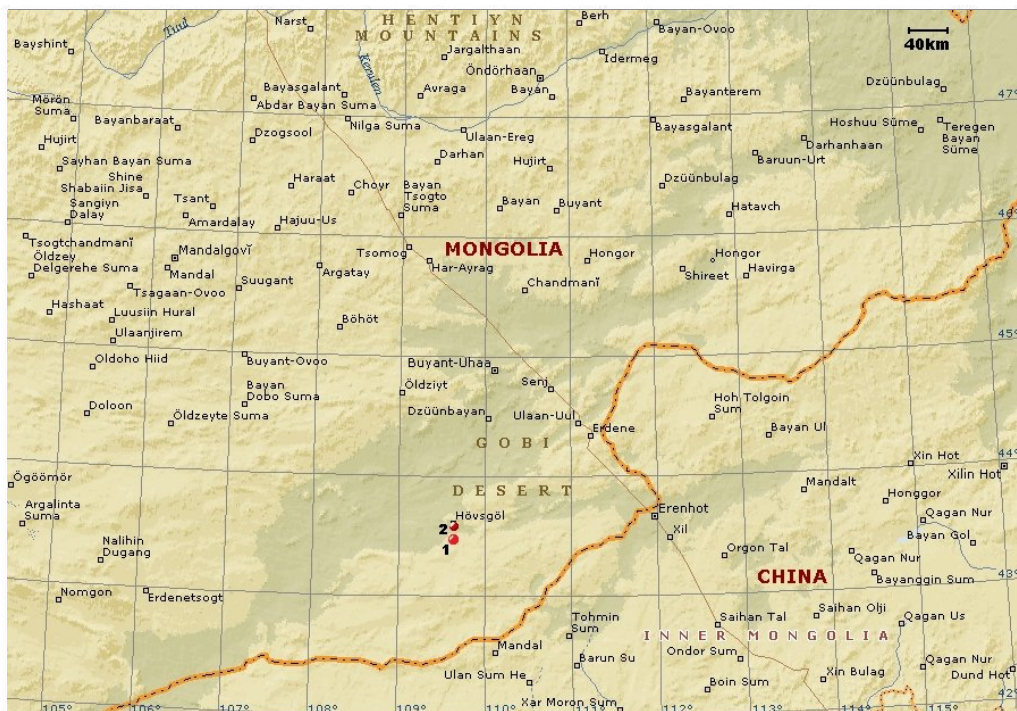 HENTIYN
MOUNTAINS
Tuul
Narst
Berh
Bayan-Ovoo
40km
Bayshint
Kerulen
Jargalthaan
Idermeg
Öndörhaan
Dzüünbulag
Bayasgalant
Avraga
Bayan
Bayanterem
47°
Mörön
Suma
Abdar Bayan Suma
Bayanbaraat
Dzogsool
Nilga Suma
Ulaan-Ereg
Bayasgalant
Hoshuu Süme
Teregen
Bayan
Süme
Hujirt
Darhanhaan
Sayhan Bayan Suma
Darhan
Hujirt
Baruun-Urt
Shine
Shabaiin Jisa
Haraat
Choyr
Bayan
Tsogto
Suma
Dzüünbulag
Sangiyn
Dalay
Tsant
Amardalay
Hajuu-Us
Bayan
Buyant
Hatavch
46°
Tsogtchandmanĭ
Öldzey
Delgerehe Suma
Mandalgovĭ
Mandal
Tsomog
MONGOLIA
Har-Ayrag
Hongor
Hongor
Argatay
Shireet
Havirga
Tsagaan-Ovoo
Suugant
Chandmanĭ
Hashaat
Luusiin Hural
Ulaanjirem
Böhöt
45°
Oldoho Hiid
Buyant-Ovoo
Buyant-Uhaa
Bayan
Dobo Suma
Öldziyt
Senj
Doloon
Öldzeyte Suma
Dzüünbayan
Ulaan-Uul
Hoh Tolgoin
Sum
Erdene
Bayan Ul
GOBI
44°
Xin Hot
Xilin Hot
Ögöömör
DESERT
Mandalt
Honggor
Argalinta
Suma
Hövsgöl
Erenhot
Qagan Nur
2
1
Xil
Bayan Gol
Nalihin
Dugang
Orgon Tal
Qagan Nur
43°
CHINA
Bayanggin Sum
Nomgon
Erdenetsogt
Tohmin
Sum
Saihan Tal
Saihan Olji
Qagan Us
INNER MONGOLIA
Mandal
Barun Su
Ondor Sum
Qagan Nur
Ulan Sum He
Xin Bulag
Dund Hot
Boin Sum
Xar Moron Sum
42°
105°
106°
107°
108°
109°
110°
111°
112°
113°
114°
115°